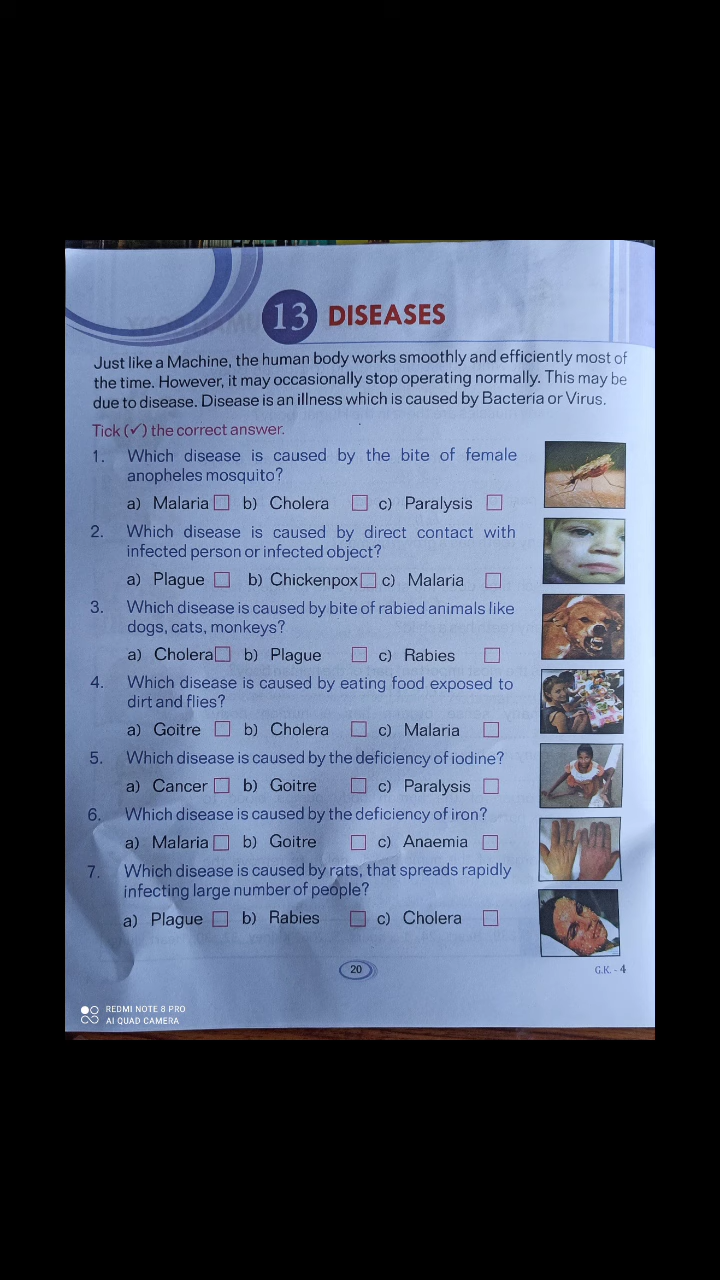 13 DISEASES
Just like a Machine, the human body works smoothly and efficiently most of
the time. However, it may occasionally stop operating normally. This may be
due to disease. Disease is an illness which is caused by Bacteria or Virus.
Tick (✓) the correct answer.
1. Which disease is caused by the bite of female
anopheles mosquito?
a) Malaria b) Cholera c) Paralysis
2. Which disease is caused by direct contact with
infected person or infected object?
a) Plague b) Chickenpox c) Malaria
3. Which disease is caused by bite of rabied animals like
dogs, cats, monkeys?
a) Cholera b) Plague c) Rabies
4. Which disease is caused by eating food exposed to
dirt and flies?
a) Goitre b) Cholera c) Malaria
5. Which disease is caused by the deficiency of iodine?
a) Cancer b) Goitre c) Paralysis
6. Which disease is caused by the deficiency of iron?
a) Malaria b) Goitre c) Anaemia
7. Which disease is caused by rats, that spreads rapidly
infecting large number of people?
a) Plague b) Rabies c) Cholera
20
G.K. - 4
REDMI NOTE 8 PRO
AI QUAD CAMERA